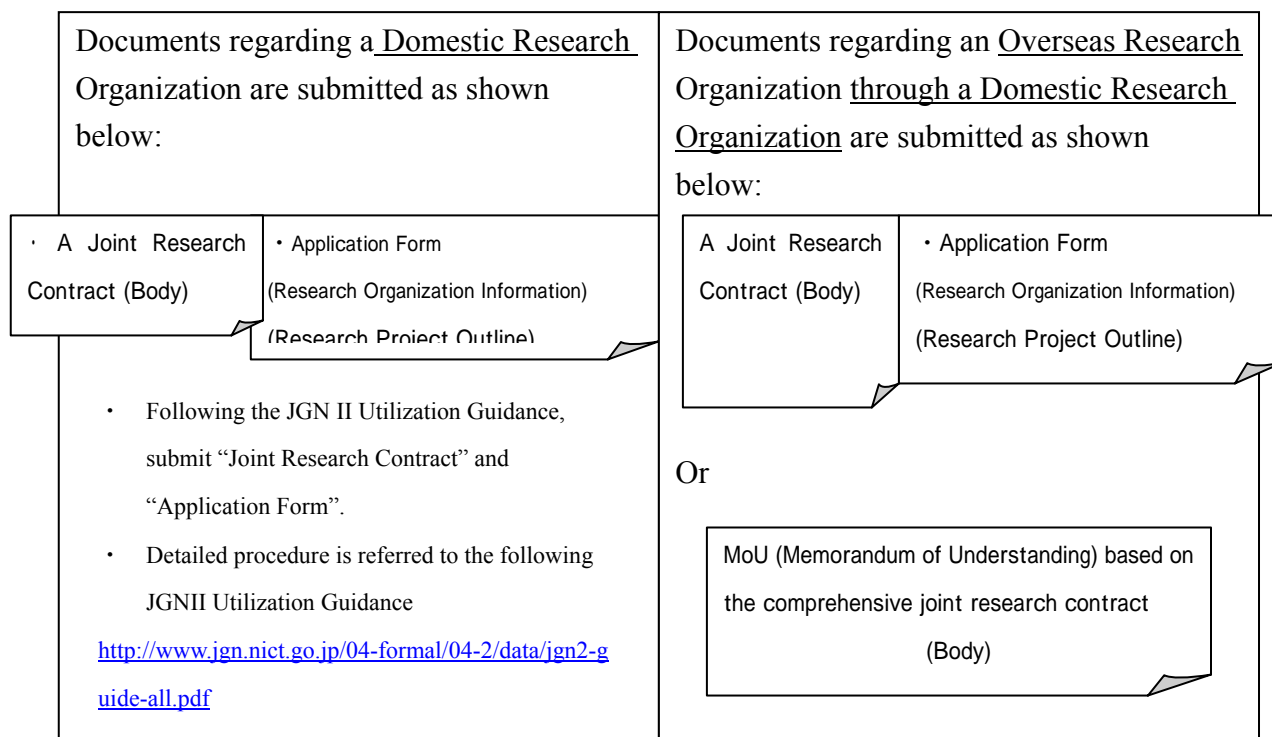 Documents regarding a Domestic Research
Organization are submitted as shown
below:
・ A Joint Research
Contract (Body)
・Application Form
(Research Organization Information)
(Research Project Outline)
・ Following the JGN II Utilization Guidance,
submit “Joint Research Contract” and
“Application Form”.
・ Detailed procedure is referred to the following
JGNII Utilization Guidance
http://www.jgn.nict.go.jp/04-formal/04-2/data/jgn2-g
uide-all.pdf
Documents regarding an Overseas Research
Organization through a Domestic Research
Organization are submitted as shown
below:
A Joint Research
Contract (Body)
・Application Form
(Research Organization Information)
(Research Project Outline)
Or
MoU (Memorandum of Understanding) based on
the comprehensive joint research contract
(Body)